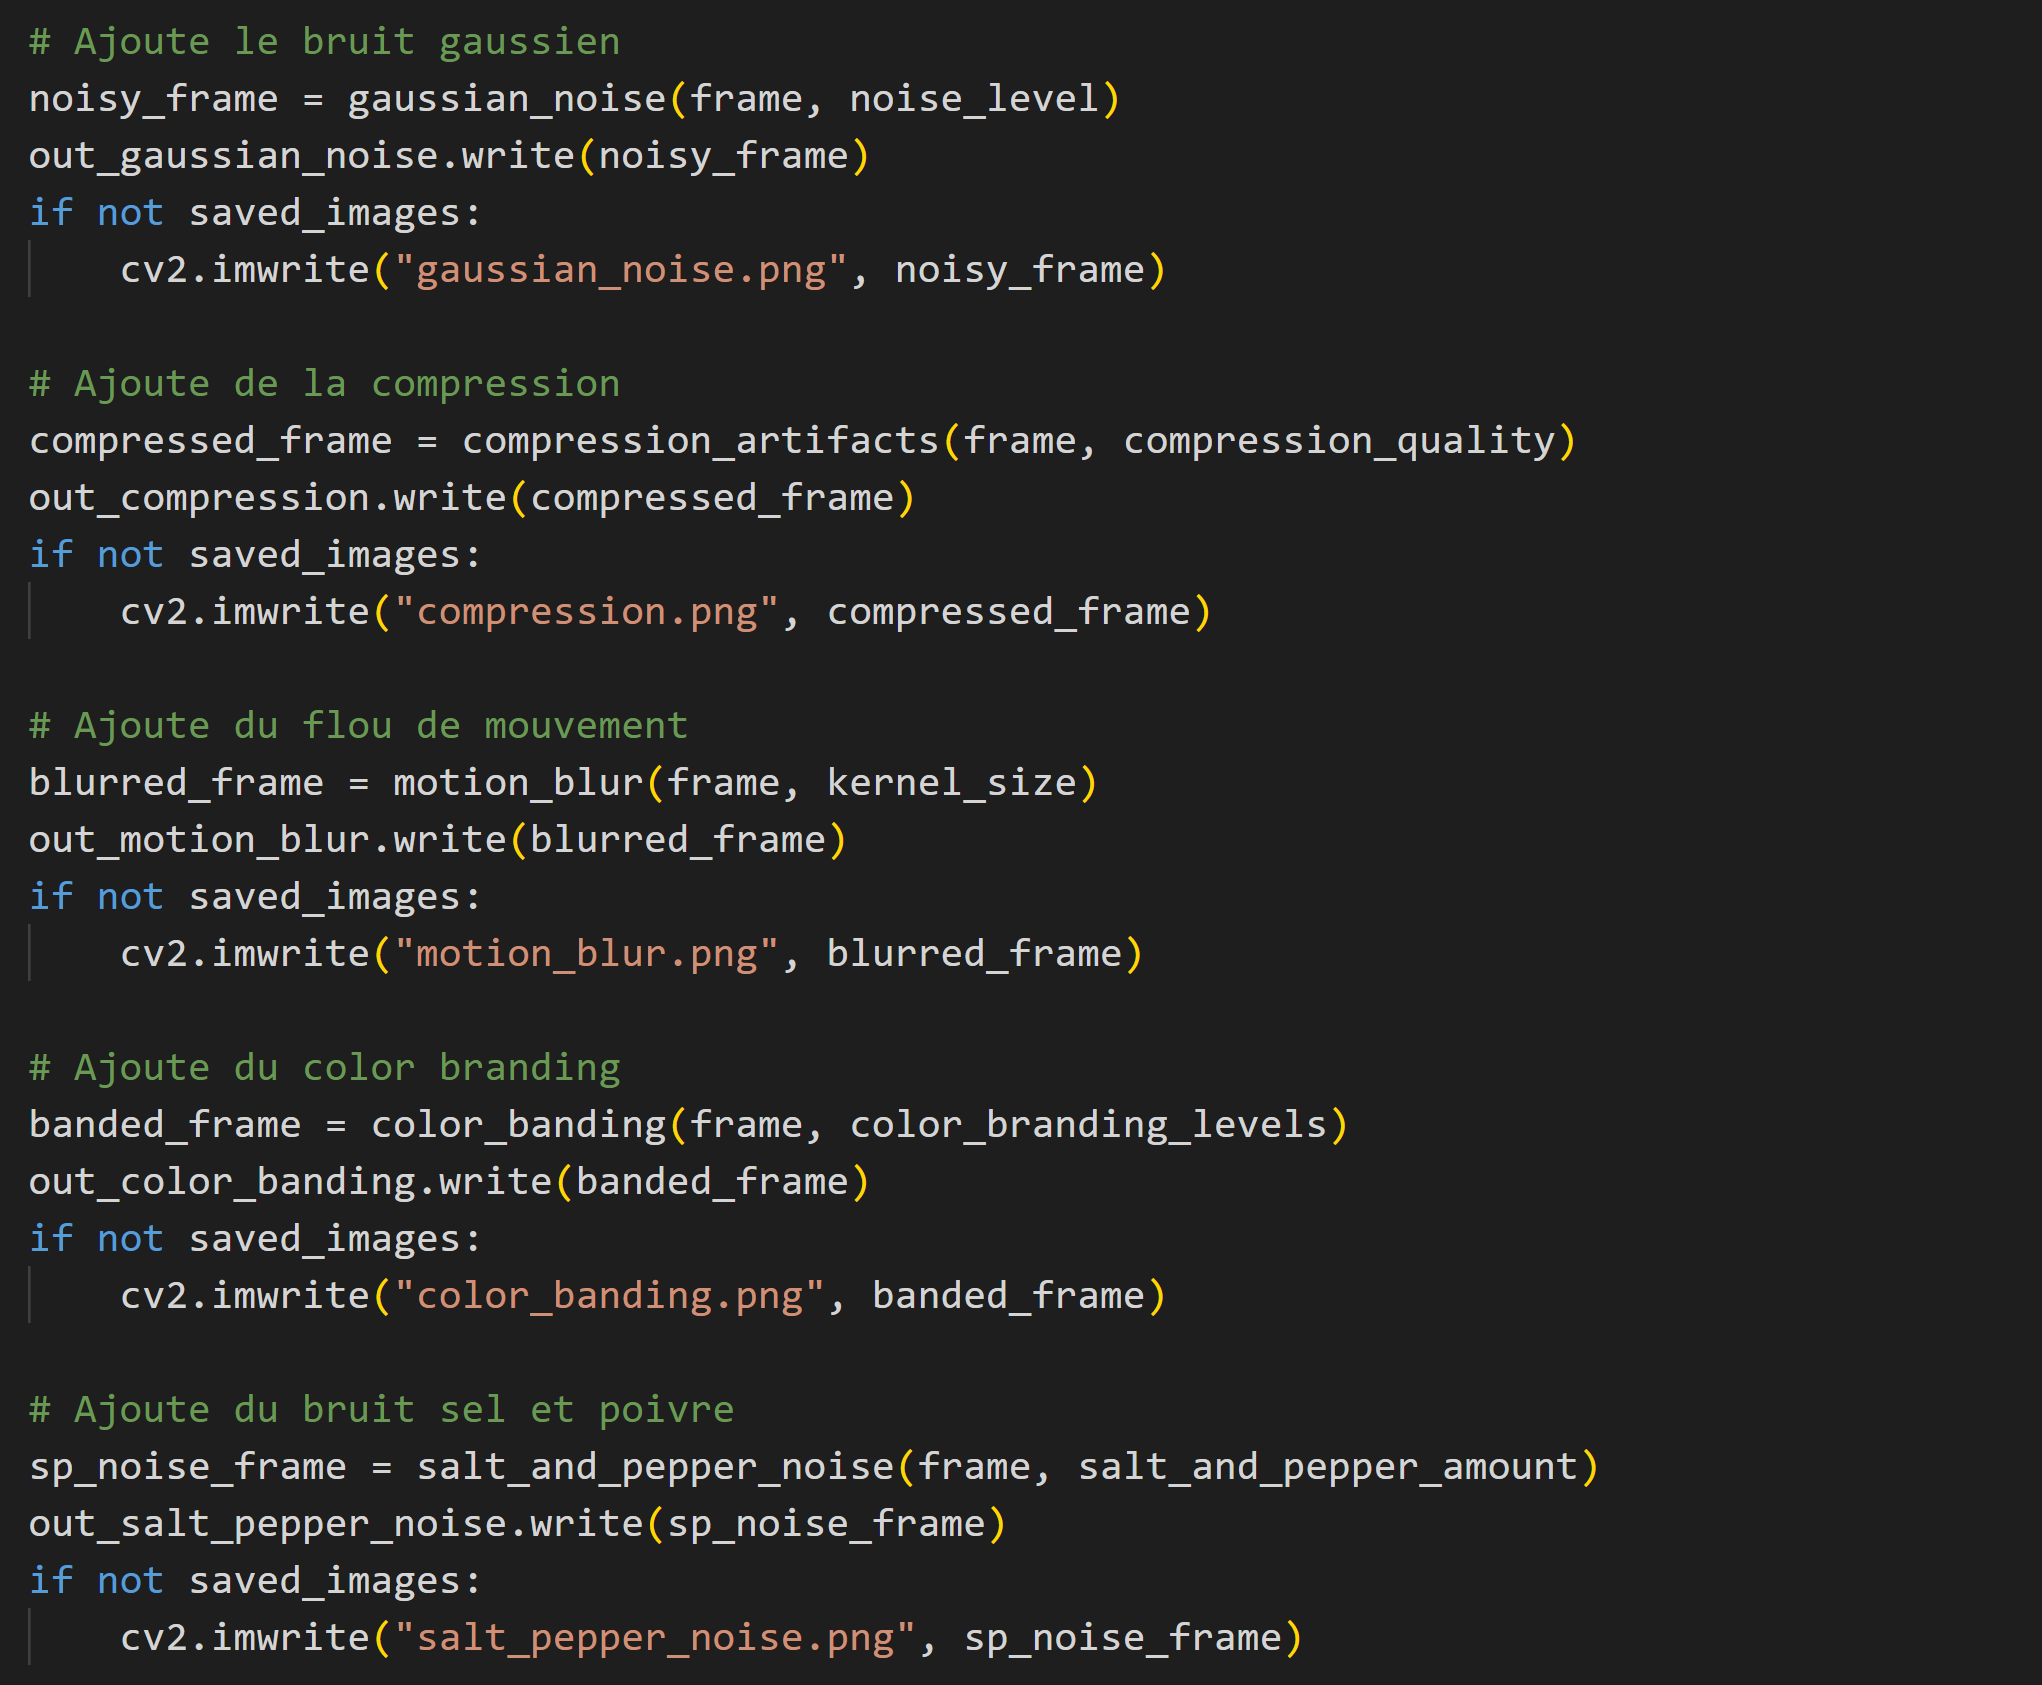 # Ajoute le bruit gaussien
noisy_frame = gaussian_noise(frame, noise_level)
out_gaussian_noise.write(noisy_frame)
if not saved_images:
    cv2.imwrite("gaussian_noise.png", noisy_frame)

# Ajoute de la compression
compressed_frame = compression_artifacts(frame, compression_quality)
out_compression.write(compressed_frame)
if not saved_images:
    cv2.imwrite("compression.png", compressed_frame)

# Ajoute du flou de mouvement
blurred_frame = motion_blur(frame, kernel_size)
out_motion_blur.write(blurred_frame)
if not saved_images:
    cv2.imwrite("motion_blur.png", blurred_frame)

# Ajoute du color branding
banded_frame = color_banding(frame, color_branding_levels)
out_color_banding.write(banded_frame)
if not saved_images:
    cv2.imwrite("color_banding.png", banded_frame)

# Ajoute du bruit sel et poivre
sp_noise_frame = salt_and_pepper_noise(frame, salt_and_pepper_amount)
out_salt_pepper_noise.write(sp_noise_frame)
if not saved_images:
    cv2.imwrite("salt_pepper_noise.png", sp_noise_frame)